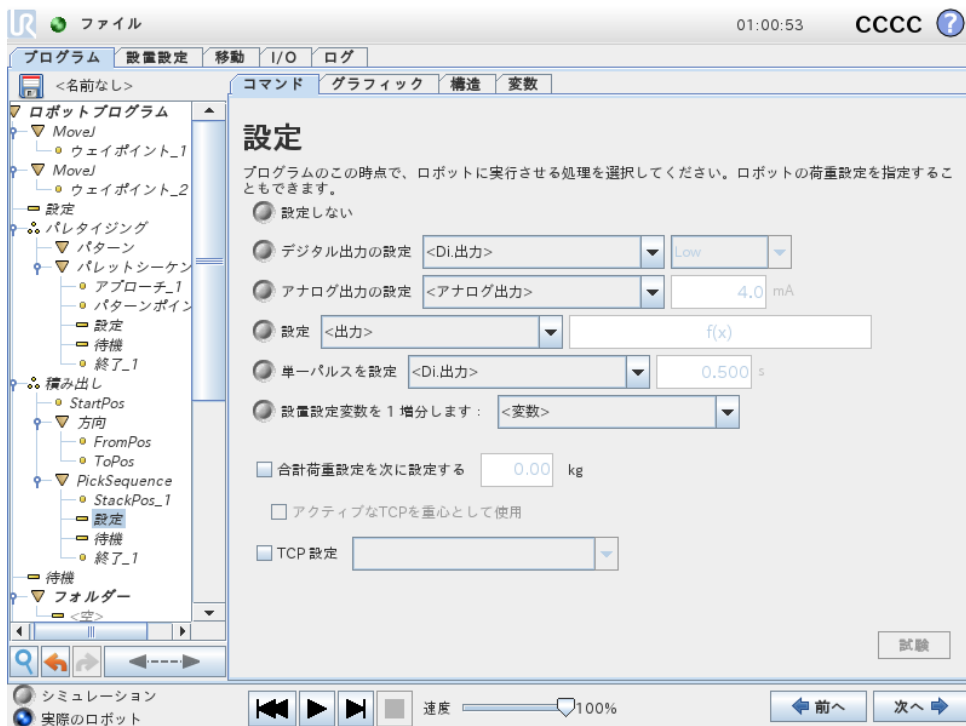 UR ファイル 01:00:53 CCCC ?
プログラム 設置設定 移動 I/O ログ
<名前なし> コマンド グラフィック 構造 変数
ロボットプログラム
MoveJ
ウェイポイント_1
MoveJ
ウェイポイント_2
設定
パレタイジング
パターン
パレットシーケン
アプローチ_1
パターンポイン
設定
待機
終了_1
積み出し
StartPos
方向
FromPos
ToPos
PickSequence
StackPos_1
設定
待機
終了_1
待機
フォルダー
<空>
設定
プログラムのこの時点で、ロボットに実行させる処理を選択してください。ロボットの荷重設定を指定するこ
ともできます。
設定しない
デジタル出力の設定 <Di.出力> Low
アナログ出力の設定 <アナログ出力> 4.0 mA
設定 <出力> f(x)
単一パルスを設定 <Di.出力> 0.500 s
設置設定変数を 1 増分します： <変数>
合計荷重設定を次に設定する 0.00 kg
アクティブなTCPを重心として使用
TCP 設定
試験
シミュレーション
実際のロボット
速度 100%
前へ 次へ